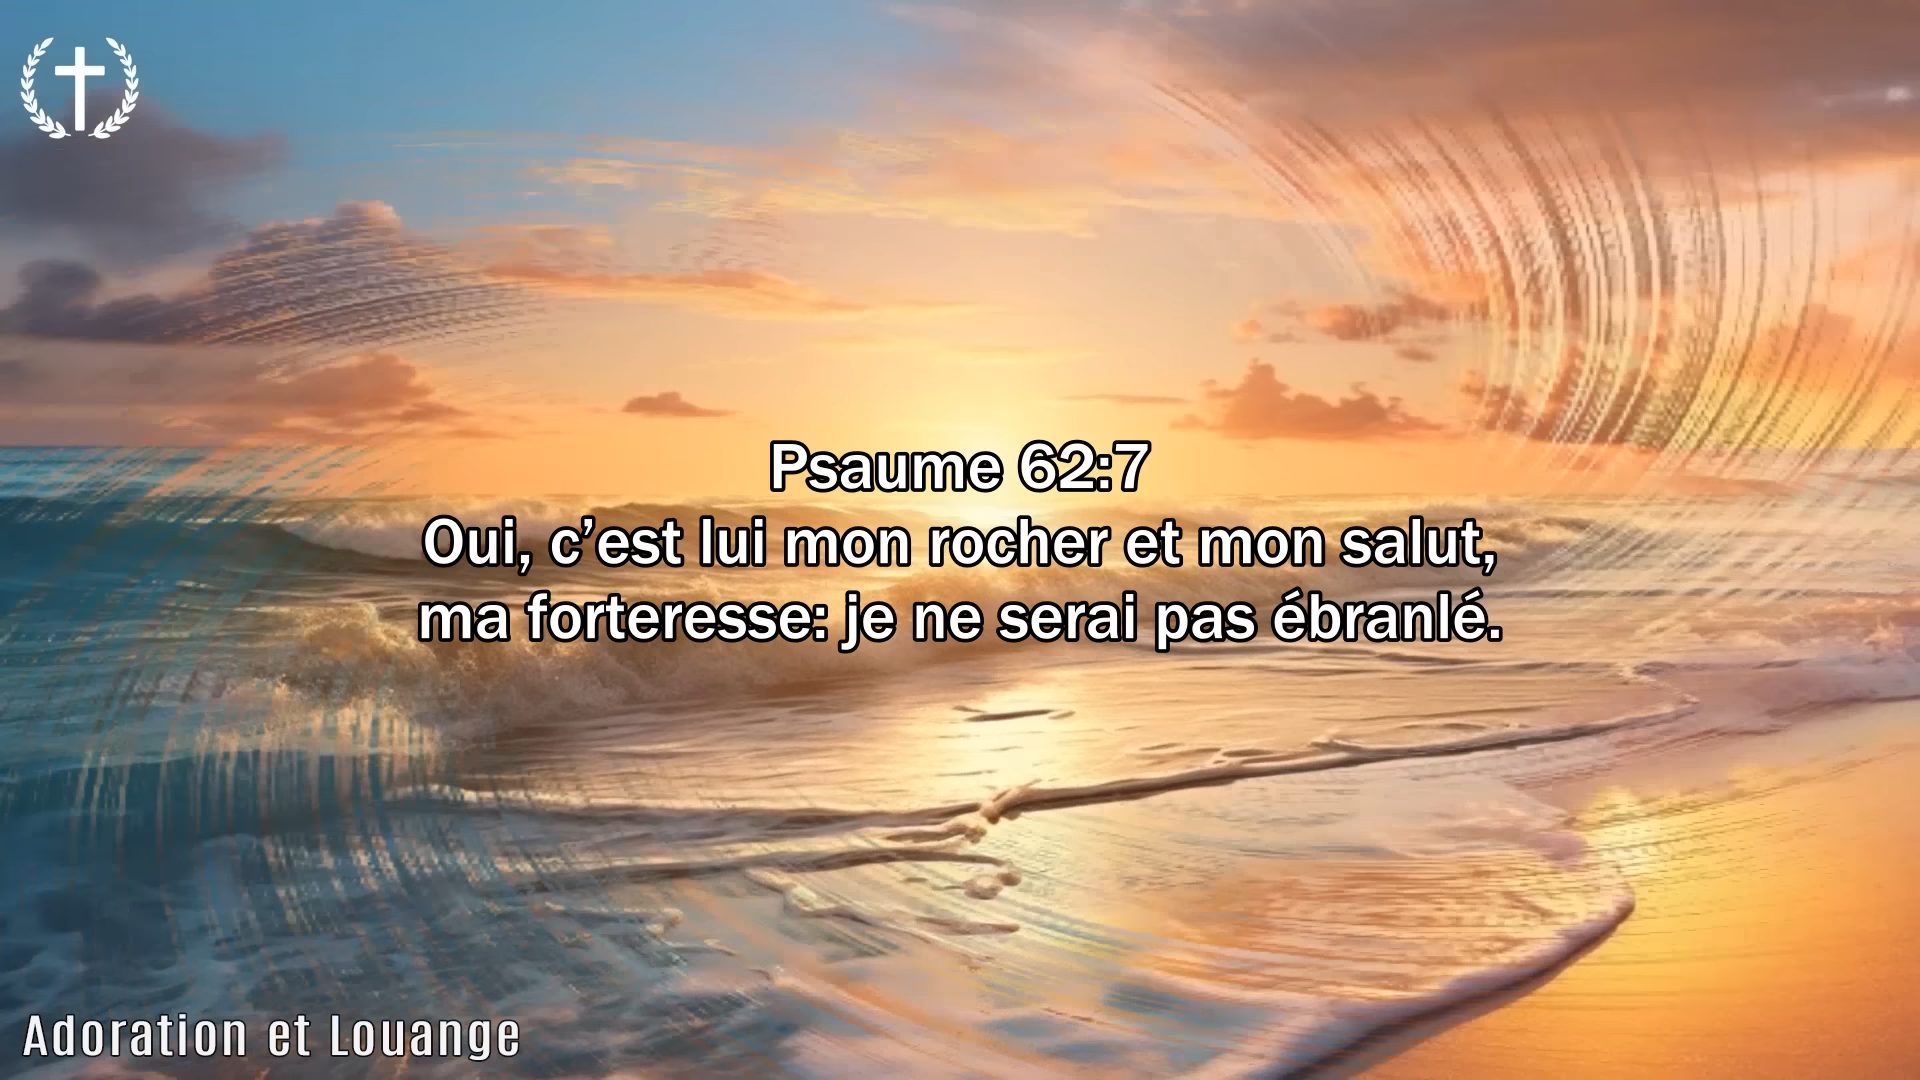 Psaume 62:7
Oui, c’est lui mon rocher et mon salut,
ma forteresse: je ne serai pas ébranlé.
Adoration et Louange